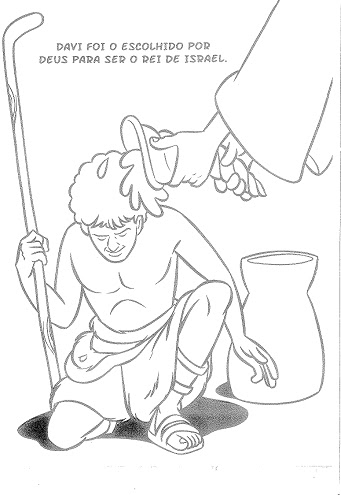 DAVI FOI O ESCOLHIDO POR
DEUS PARA SER O REI DE ISRAEL.